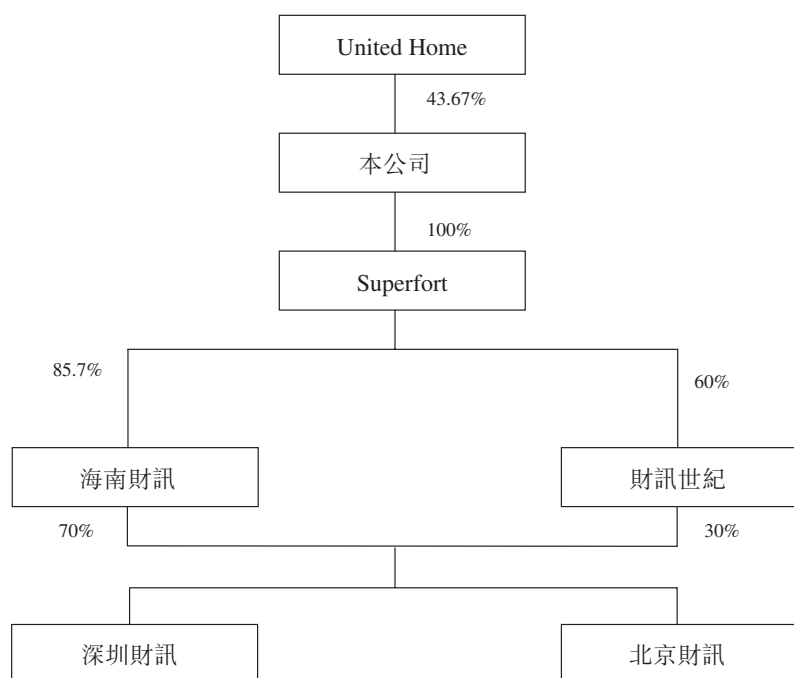 United Home
43.67%
本公司
100%
Superfort
85.7%
60%
海南財訊
財訊世紀
70%
30%
深圳財訊
北京財訊